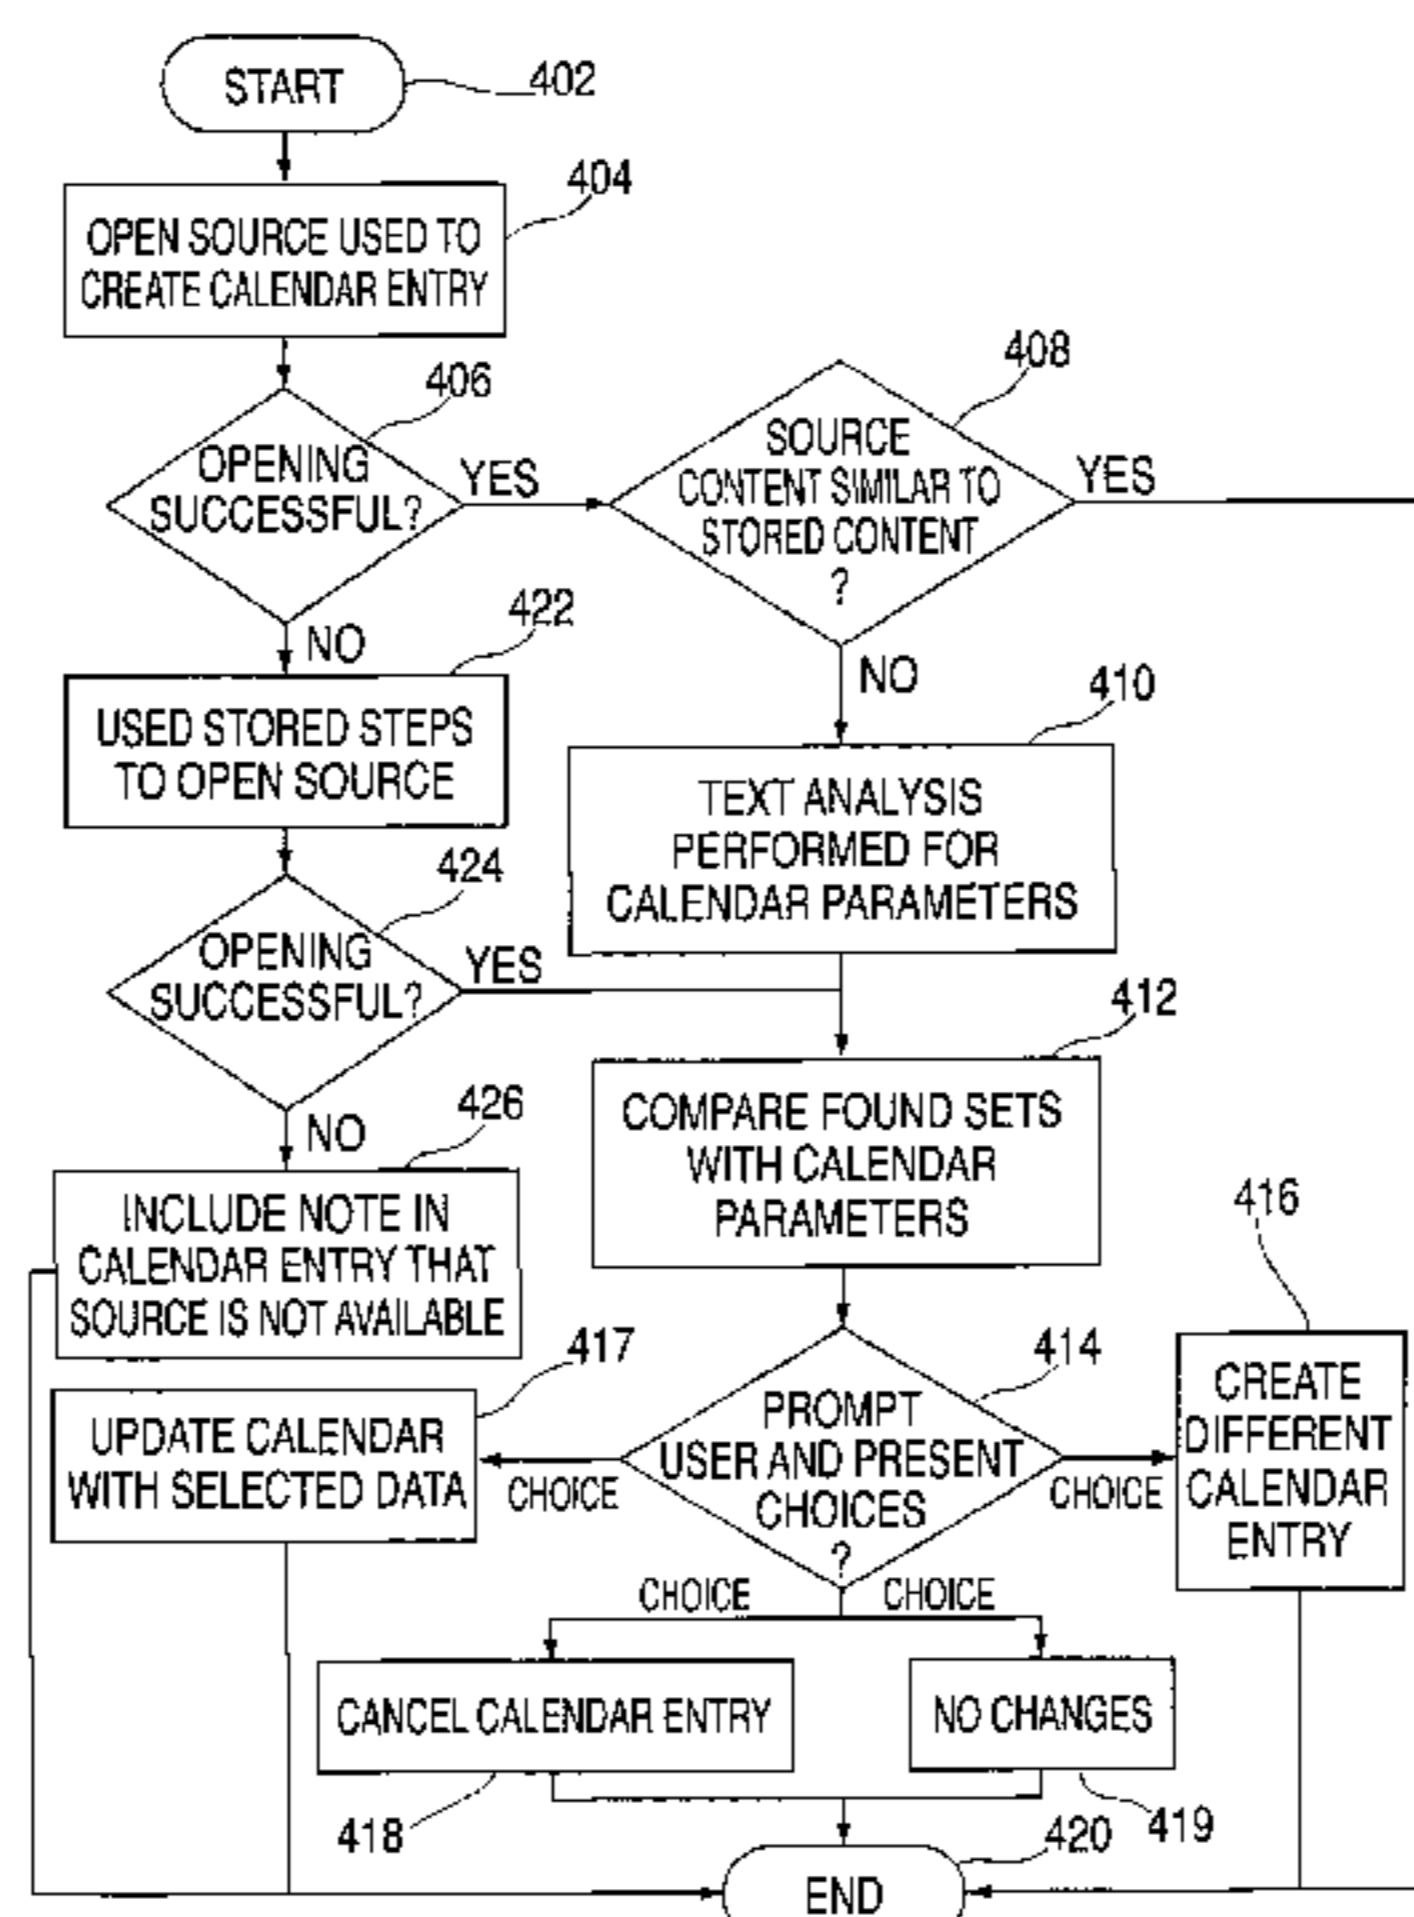 START
402
404
OPEN SOURCE USED TO
CREATE CALENDAR ENTRY
406
OPENING
SUCCESSFUL?
YES
408
SOURCE
CONTENT SIMILAR TO
STORED CONTENT
?
YES
NO
422
USED STORED STEPS
TO OPEN SOURCE
NO
410
TEXT ANALYSIS
PERFORMED FOR
CALENDAR PARAMETERS
424
OPENING
SUCCESSFUL?
YES
412
COMPARE FOUND SETS
WITH CALENDAR
PARAMETERS
NO
426
INCLUDE NOTE IN
CALENDAR ENTRY THAT
SOURCE IS NOT AVAILABLE
417
UPDATE CALENDAR
WITH SELECTED DATA
CHOICE
414
PROMPT
USER AND PRESENT
CHOICES
?
CHOICE
416
CREATE
DIFFERENT
CALENDAR
ENTRY
CHOICE
CHOICE
CANCEL CALENDAR ENTRY
NO CHANGES
418
419
420
END